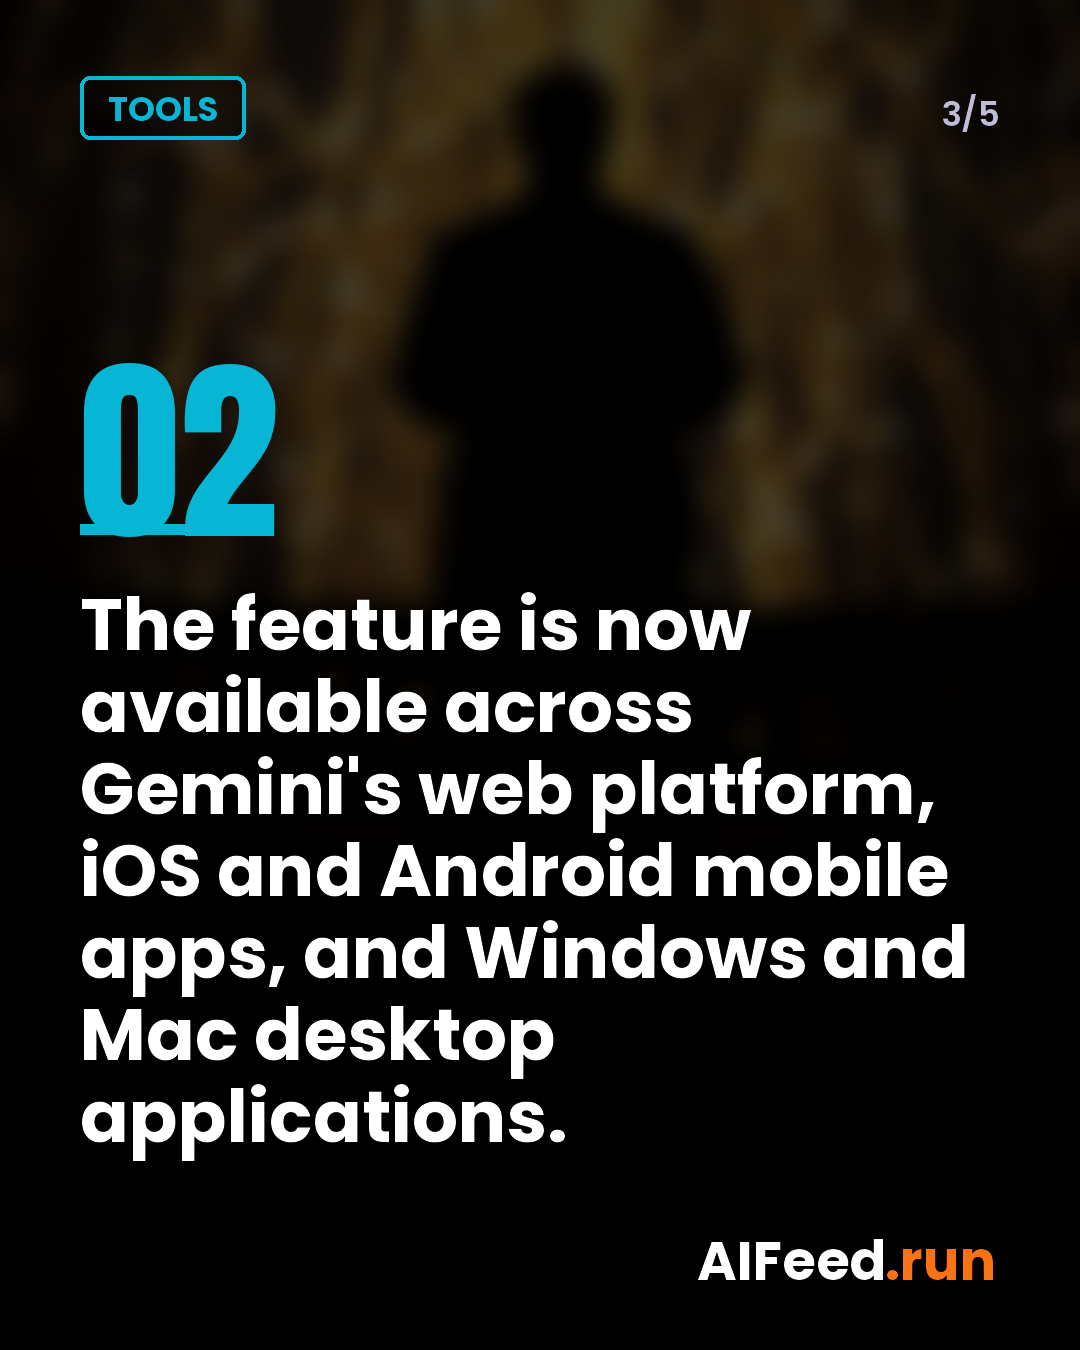 TOOLS
3/5
02
The feature is now
available across
Gemini's web platform,
iOS and Android mobile
apps, and Windows and
Mac desktop
applications.
AIFeed.run